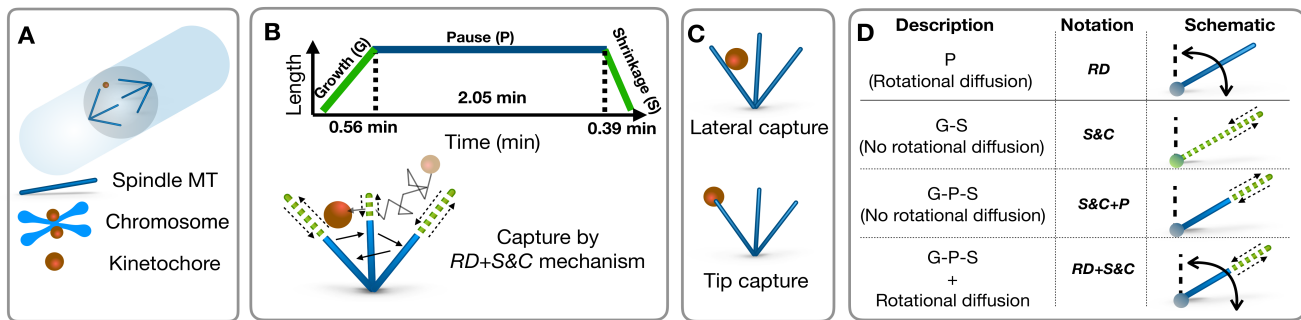 A
Spindle MT
Chromosome
Kinetochore
B
Length
Growth (G)
Pause (P)
Shrinkage (S)
2.05 min
0.56 min
0.39 min
Time (min)
Capture by
RD+S&C mechanism
C
Lateral capture
Tip capture
D
Description Notation Schematic
P
(Rotational diffusion)
RD
G-S
(No rotational diffusion)
S&C
G-P-S
(No rotational diffusion)
S&C+P
G-P-S
+
Rotational diffusion
RD+S&C